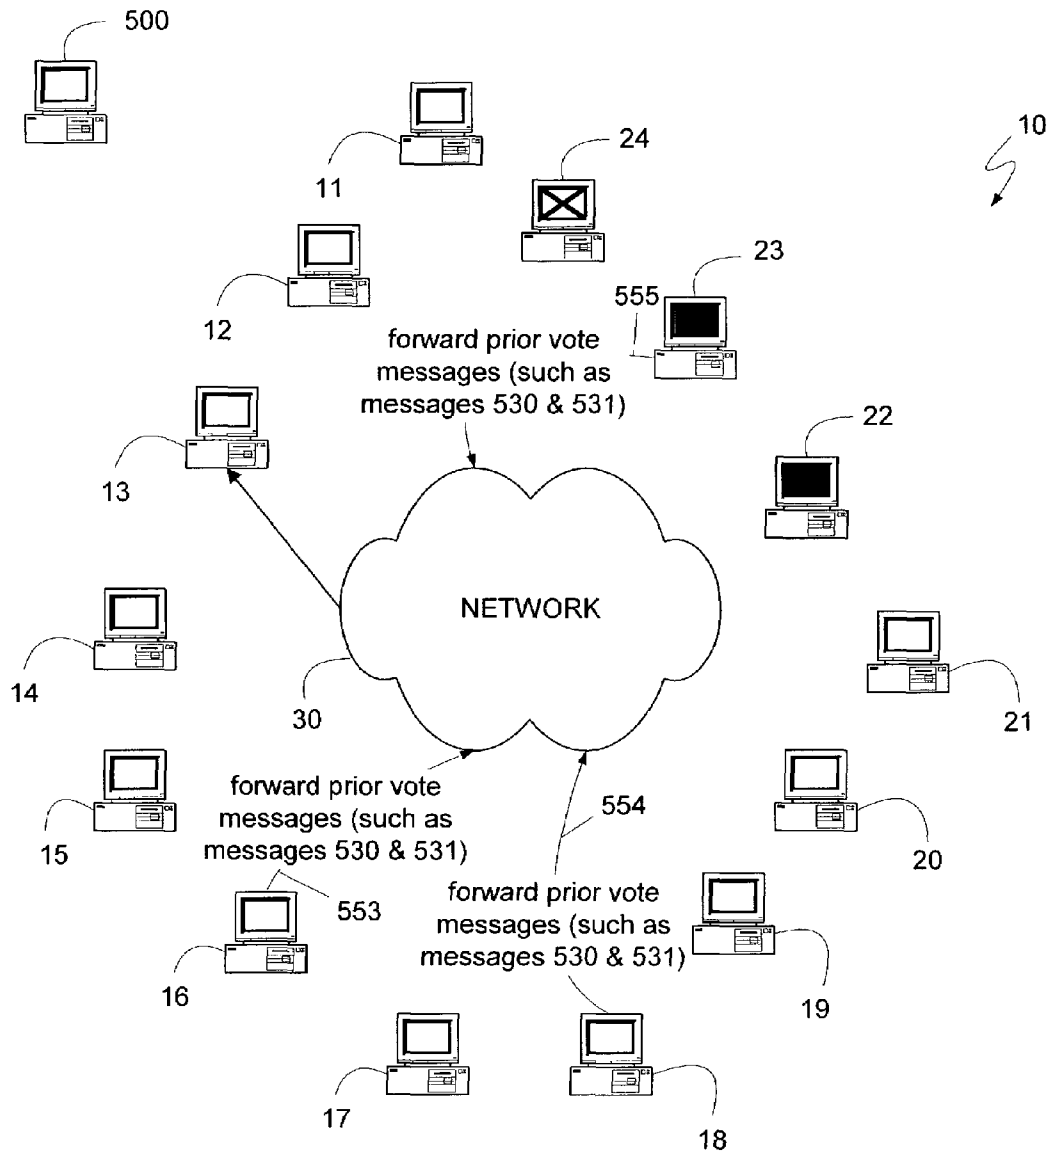 500
10
11
24
12
23
555
forward prior vote
messages (such as
messages 530 & 531)
22
13
NETWORK
14
30
21
forward prior vote
messages (such as
messages 530 & 531)
554
15
20
553
forward prior vote
messages (such as
messages 530 & 531)
16
19
17
18